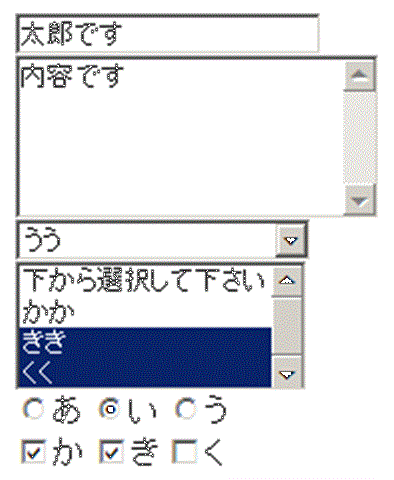 太郎です
内容です
うう
下から選択して下さい
かか
きき
くく
あ い う
か き く